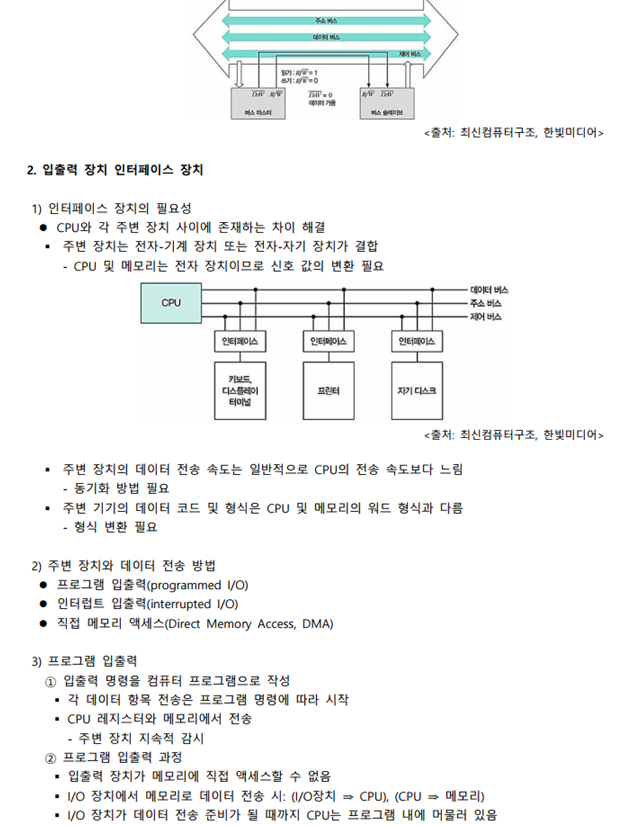 주소 버스
데이터 버스
제어 버스
읽기 : R/W̅ = 1
쓰기 : R/W̅ = 0
D̅A̅V̅ R/W̅
D̅A̅V̅ = 0
데이터 가용
R/W̅ D̅A̅V̅
버스 마스터
버스 슬레이브
<출처: 최신컴퓨터구조, 한빛미디어>
2. 입출력 장치 인터페이스 장치
1) 인터페이스 장치의 필요성
● CPU와 각 주변 장치 사이에 존재하는 차이 해결
▪ 주변 장치는 전자-기계 장치 또는 전자-자기 장치가 결합
- CPU 및 메모리는 전자 장치이므로 신호 값의 변환 필요
CPU
데이터 버스
주소 버스
제어 버스
인터페이스 인터페이스 인터페이스
키보드,
디스플레이
터미널
프린터
자기 디스크
<출처: 최신컴퓨터구조, 한빛미디어>
▪ 주변 장치의 데이터 전송 속도는 일반적으로 CPU의 전송 속도보다 느림
- 동기화 방법 필요
▪ 주변 기기의 데이터 코드 및 형식은 CPU 및 메모리의 워드 형식과 다름
- 형식 변환 필요
2) 주변 장치와 데이터 전송 방법
● 프로그램 입출력(programmed I/O)
● 인터럽트 입출력(interrupted I/O)
● 직접 메모리 액세스(Direct Memory Access, DMA)
3) 프로그램 입출력
① 입출력 명령을 컴퓨터 프로그램으로 작성
▪ 각 데이터 항목 전송은 프로그램 명령에 따라 시작
▪ CPU 레지스터와 메모리에서 전송
- 주변 장치 지속적 감시
② 프로그램 입출력 과정
▪ 입출력 장치가 메모리에 직접 액세스할 수 없음
▪ I/O 장치에서 메모리로 데이터 전송 시: (I/O장치 ⇒ CPU), (CPU ⇒ 메모리)
▪ I/O 장치가 데이터 전송 준비가 될 때까지 CPU는 프로그램 내에 머물러 있음